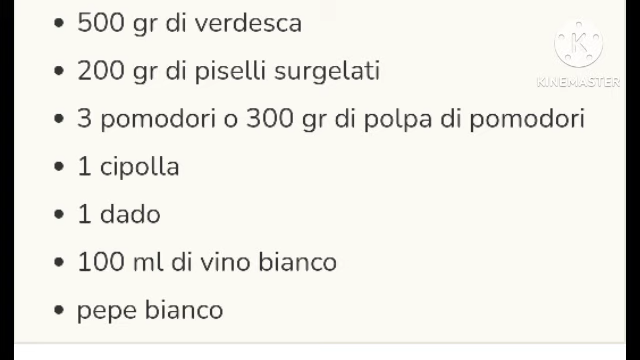 • 500 gr di verdesca
• 200 gr di piselli surgelati
• 3 pomodori o 300 gr di polpa di pomodori
• 1 cipolla
• 1 dado
• 100 ml di vino bianco
• pepe bianco
K
KINEMASTER